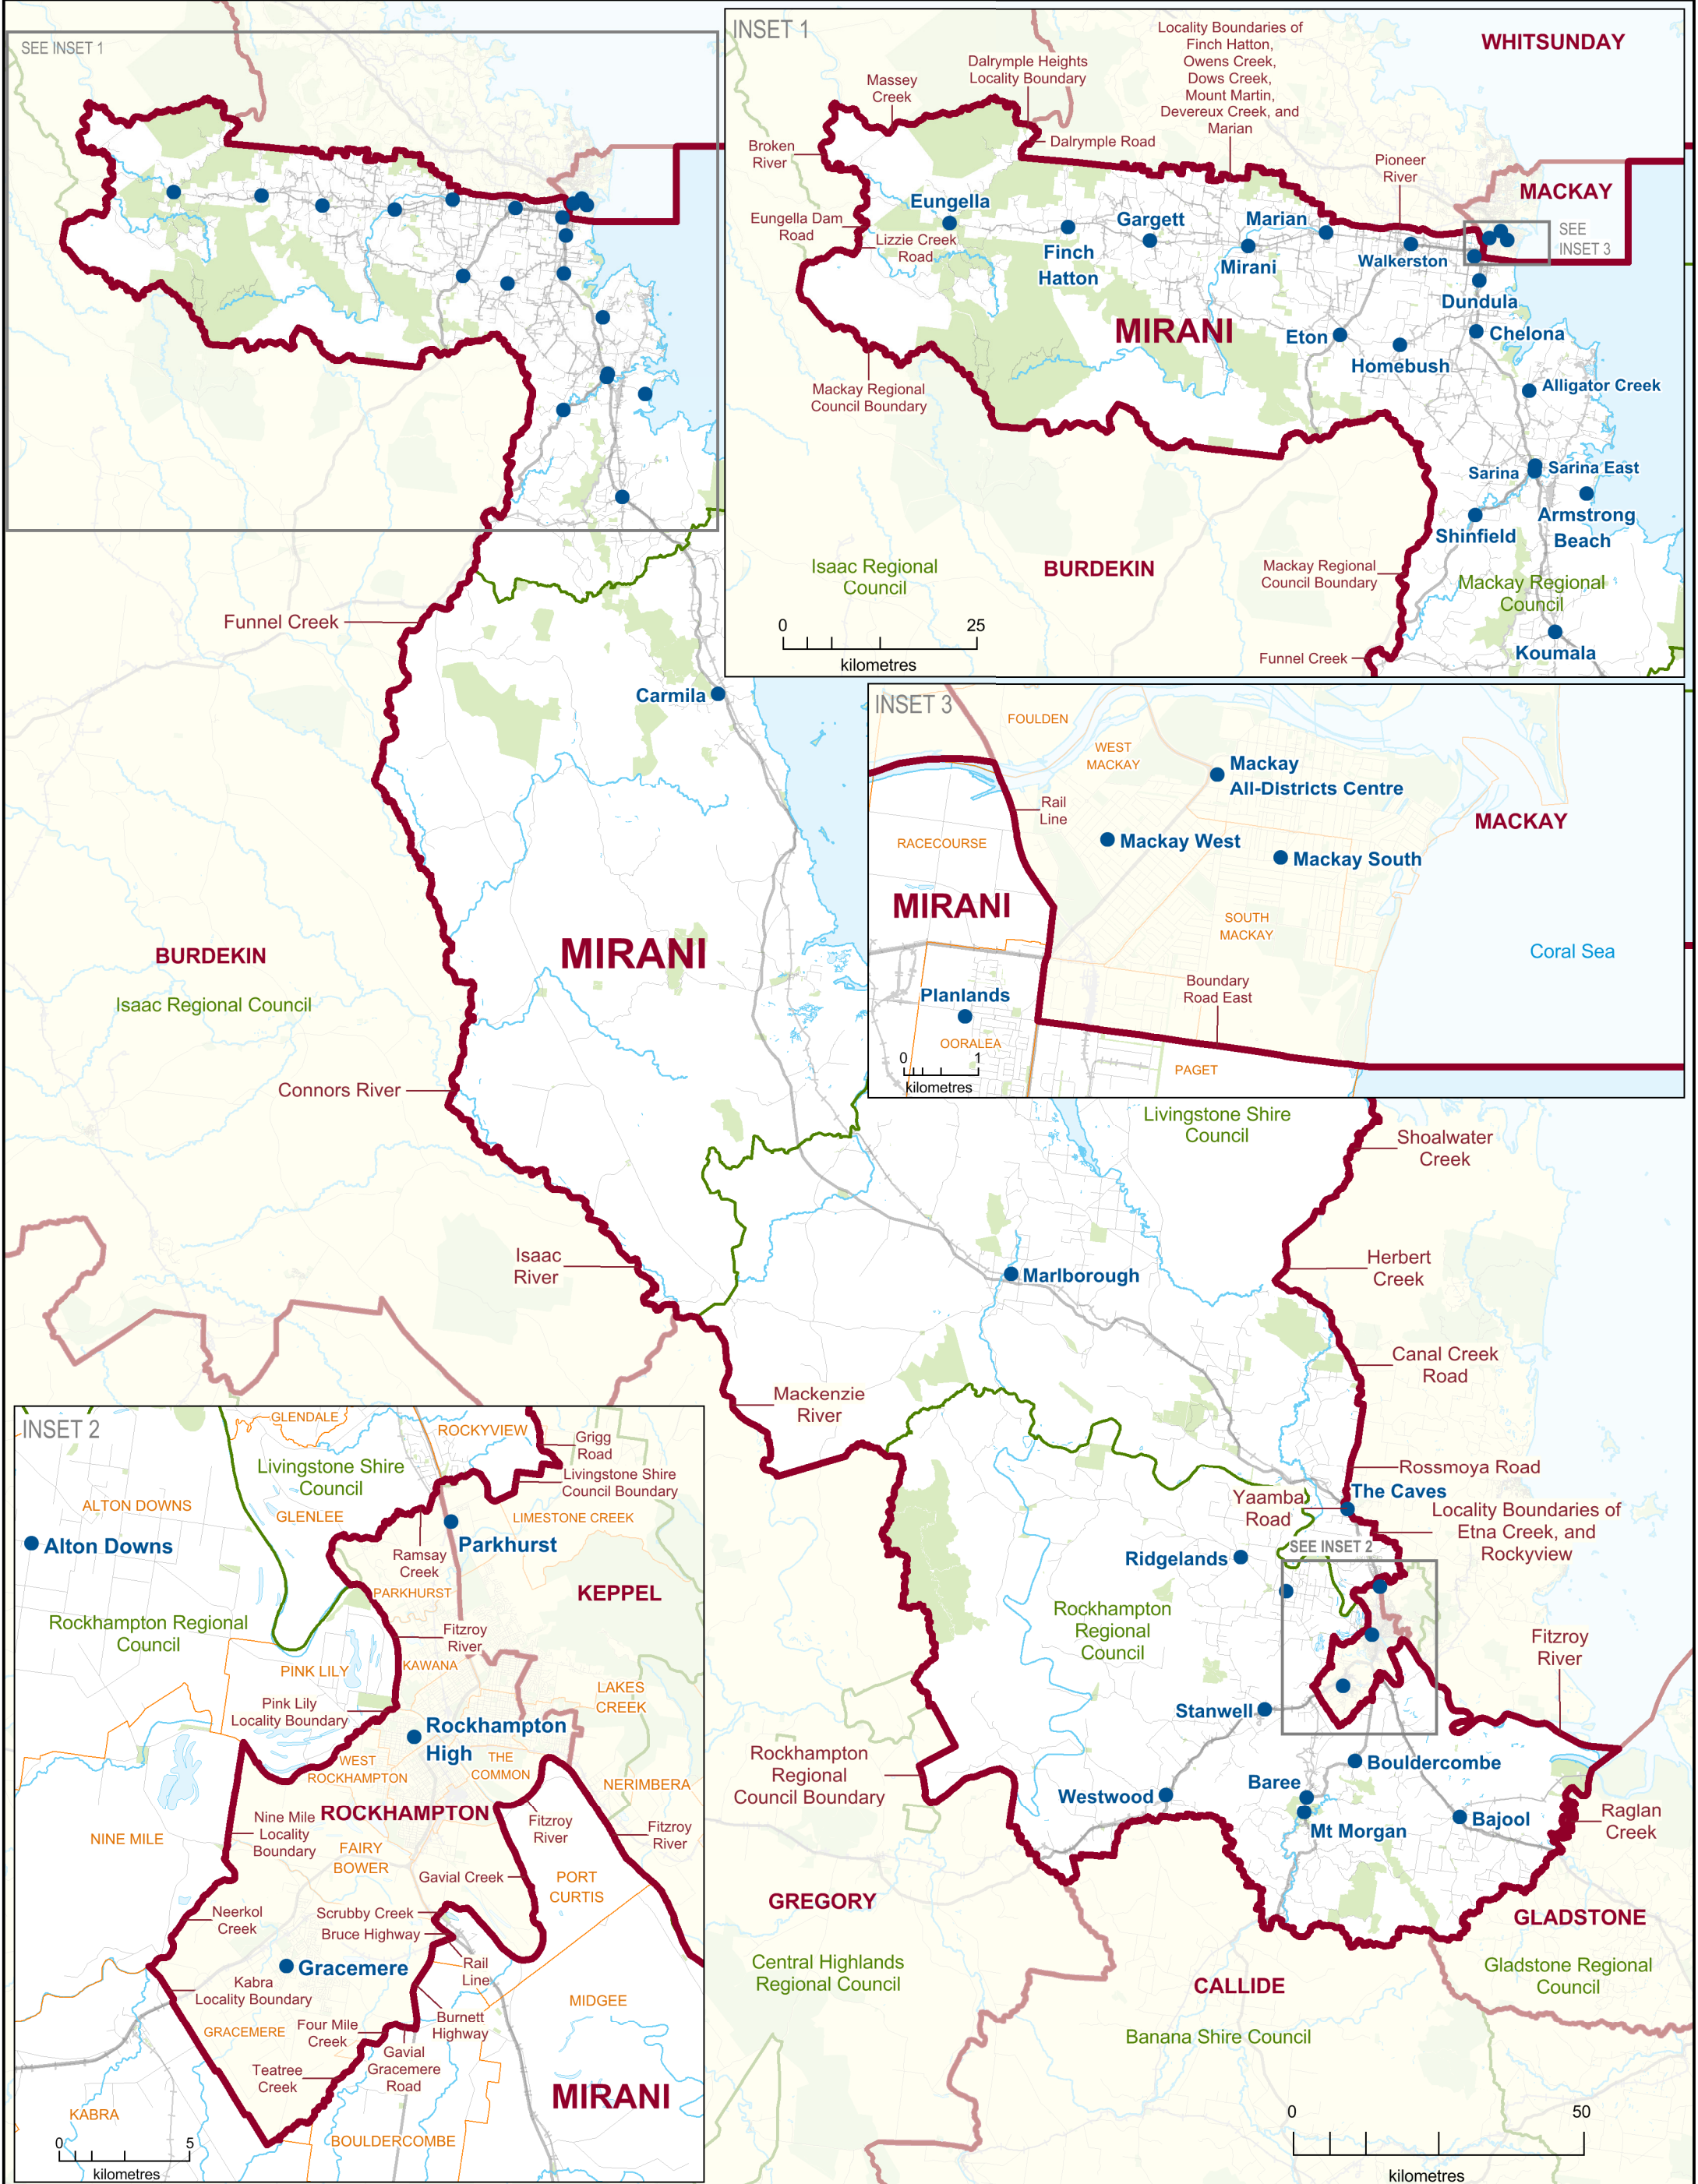 SEE INSET 1
Funnel Creek
Carmila
BURDEKIN
Isaac Regional Council
MIRANI
Connors River
Isaac
River
Livingstone Shire
Council
Shoalwater
Creek
Herbert
Creek
Marlborough
Canal Creek
Road
Mackenzie
River
Rossmoya Road
The Caves
Yaamba
Road
Locality Boundaries of
Etna Creek, and
Rockyview
SEE INSET 2
Ridgelands
Rockhampton
Regional
Council
Fitzroy
River
Stanwell
Rockhampton
Regional
Council Boundary
Bouldercombe
Baree
Westwood
Mt Morgan
Bajool
Raglan
Creek
GREGORY
GLADSTONE
Central Highlands
Regional Council
CALLIDE
Gladstone Regional
Council
Banana Shire Council
0
50
kilometres
INSET 1
WHITSUNDAY
Locality Boundaries of
Finch Hatton,
Owens Creek,
Dows Creek,
Mount Martin,
Devereux Creek, and
Marian
Dalrymple Heights
Locality Boundary
Massey
Creek
Broken
River
Dalrymple Road
Pioneer
River
MACKAY
Eungella
Eungella Dam
Road
Lizzie Creek
Road
Finch
Hatton
Gargett
Marian
Mirani
Walkerston
SEE
INSET 3
Dundula
MIRANI
Eton
Chelona
Homebush
Mackay Regional
Council Boundary
Alligator Creek
Sarina
Sarina East
Armstrong
Beach
Shinfield
Isaac Regional
Council
BURDEKIN
Mackay Regional
Council Boundary
Mackay Regional
Council
0
25
kilometres
Funnel Creek
Koumala
INSET 3
FOULDEN
WEST
MACKAY
Mackay
All-Districts Centre
Rail
Line
MACKAY
RACECOURSE
Mackay West
Mackay South
MIRANI
SOUTH
MACKAY
Coral Sea
Planlands
Boundary
Road East
OORALEA
PAGET
0
1
kilometres
INSET 2
GLENDALE
ROCKYVIEW
Grigg
Road
Livingstone Shire
Council
Livingstone Shire
Council Boundary
ALTON DOWNS
GLENLEE
LIMESTONE CREEK
Alton Downs
Parkhurst
Ramsay
Creek
PARKHURST
KEPPEL
Rockhampton Regional
Council
Fitzroy
River
KAWANA
PINK LILY
LAKES
CREEK
Pink Lily
Locality Boundary
Rockhampton
High
WEST
ROCKHAMPTON
THE
COMMON
NERIMBERA
ROCKHAMPTON
Nine Mile
Locality
Boundary
NINE MILE
FAIRY
BOWER
Fitzroy
River
Fitzroy
River
Gavial Creek
PORT
CURTIS
Neerkol
Creek
Scrubby Creek
Bruce Highway
Gracemere
Rail
Line
Kabra
Locality Boundary
MIDGEE
GRACEMERE
Four Mile
Creek
Burnett
Highway
Gavial
Gracemere
Road
Teatree
Creek
MIRANI
KABRA
BOULDERCOMBE
0
5
kilometres